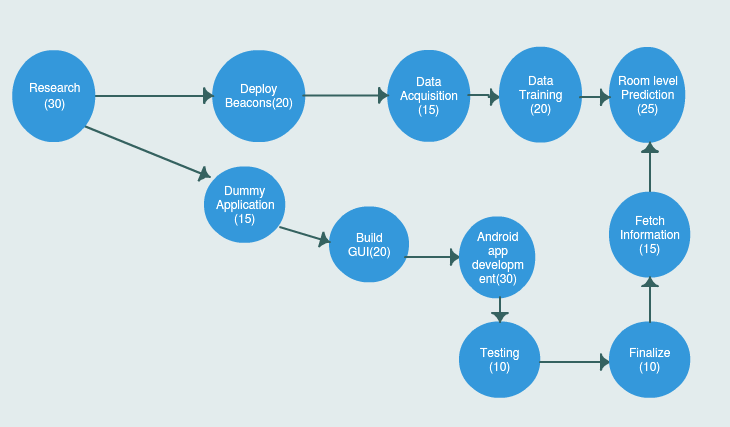 Research
(30)
Deploy
Beacons(20)
Data
Acquisition
(15)
Data
Training
(20)
Room level
Prediction
(25)
Dummy
Application
(15)
Build
GUI(20)
Android
app
developm
ent(30)
Fetch
Information
(15)
Testing
(10)
Finalize
(10)